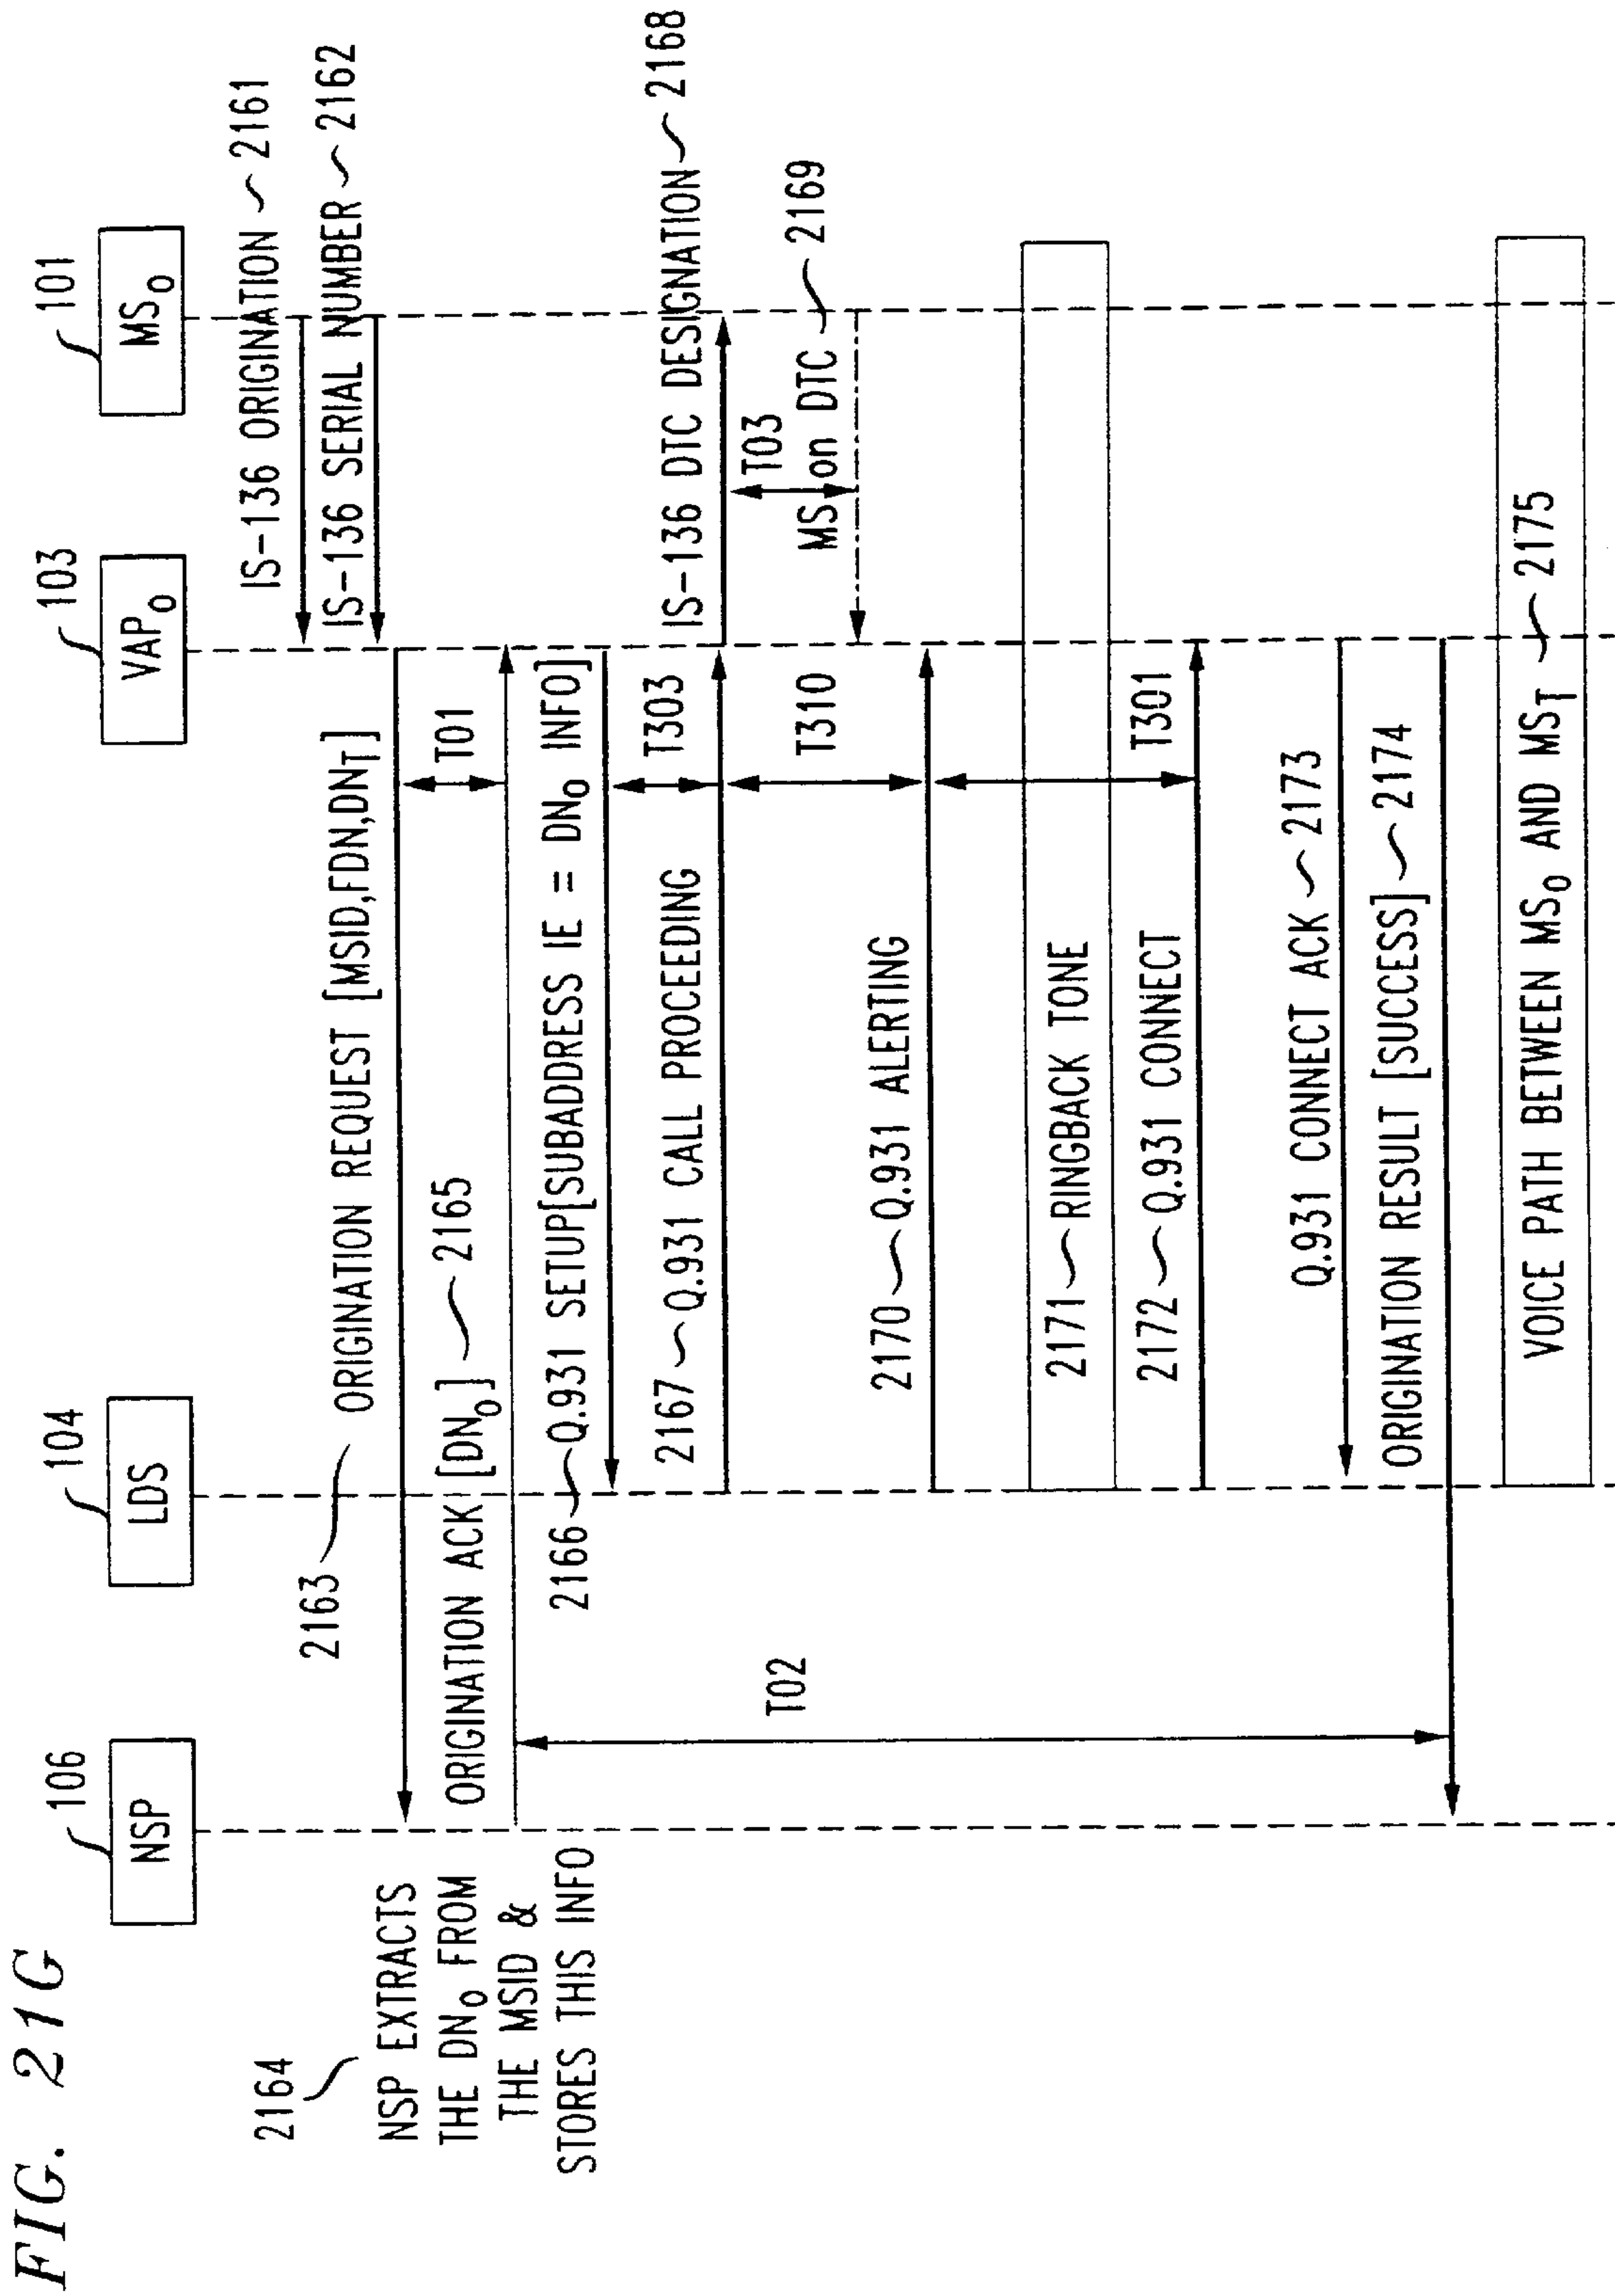 FIG. 21G
106
NSP
104
LDS
103
VAP0
101
MS0
IS-136 ORIGINATION 2161
IS-136 SERIAL NUMBER 2162
2163 ORIGINATION REQUEST [MSID,FDN,DNT]
2164
NSP EXTRACTS
THE DN0 FROM
THE MSID &
STORES THIS INFO
T01
ORIGINATION ACK [DN0] 2165
2166 Q.931 SETUP[SUBADDRESS IE = DN0 INFO]
T303
2167 Q.931 CALL PROCEEDING
IS-136 DTC DESIGNATION 2168
T03
MS on DTC 2169
T310
T02
2170 Q.931 ALERTING
2171 RINGBACK TONE
T301
2172 Q.931 CONNECT
Q.931 CONNECT ACK 2173
ORIGINATION RESULT [SUCCESS] 2174
VOICE PATH BETWEEN MS0 AND MST 2175